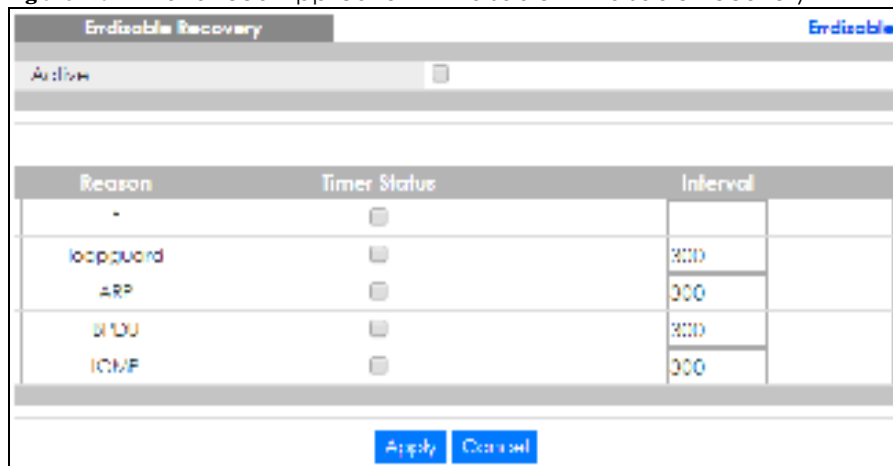 Errdisable Recovery Errdisable
Active
Reason Timer Status Interval
*
loopguard 300
ARP 300
BPDU 300
IGMP 300
Apply Cancel